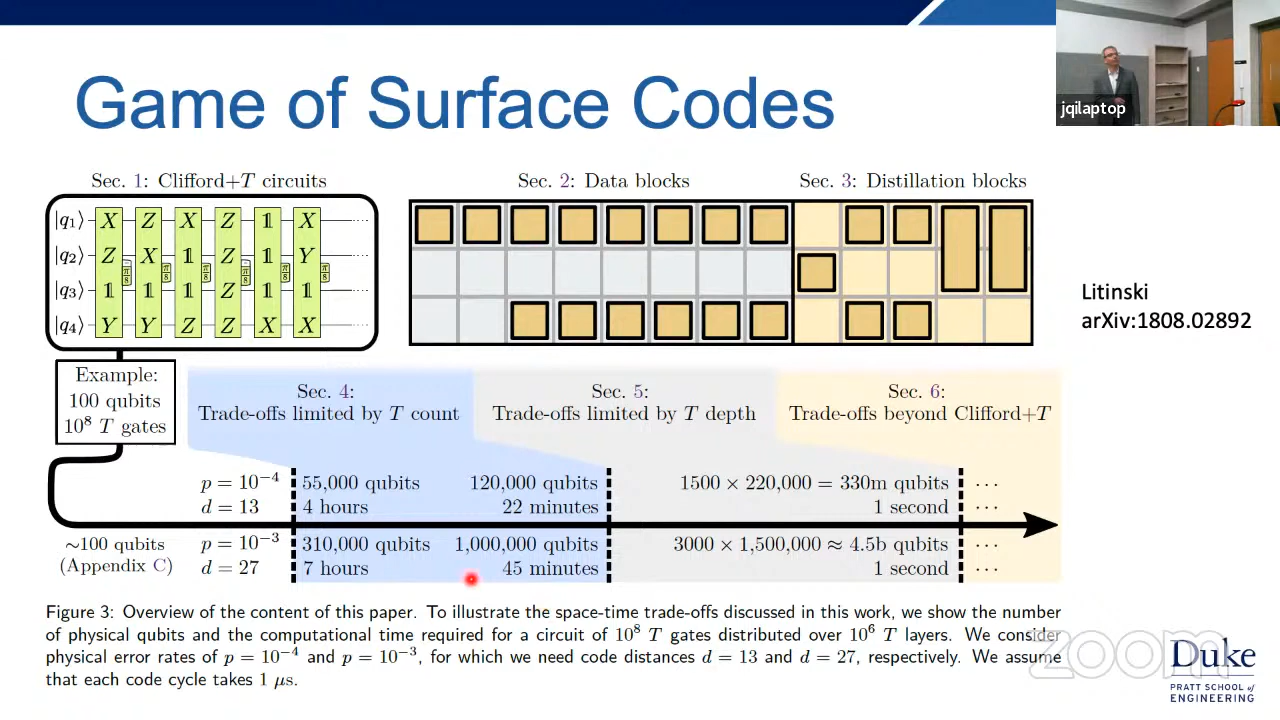 Game of Surface Codes
jqilaptop
Sec. 1: Clifford+T circuits
Sec. 2: Data blocks
Sec. 3: Distillation blocks
|q₁⟩ X Z X Z 𝟙 X ⋯
|q₂⟩ Z X 𝟙 Z 𝟙 Y ⋯
-π/8 π/8 π/8 -π/8 π/8 π/8
|q₃⟩ 𝟙 𝟙 𝟙 Z 𝟙 𝟙 ⋯
|q₄⟩ Y Y Z Z X X ⋯
Litinski
arXiv:1808.02892
Example:
100 qubits
10⁸ T gates
Sec. 4:
Trade-offs limited by T count
Sec. 5:
Trade-offs limited by T depth
Sec. 6:
Trade-offs beyond Clifford+T
p = 10⁻⁴ 55,000 qubits 120,000 qubits 1500 × 220,000 = 330m qubits ⋯
d = 13 4 hours 22 minutes 1 second ⋯
~100 qubits
(Appendix C)
p = 10⁻³ 310,000 qubits 1,000,000 qubits 3000 × 1,500,000 ≈ 4.5b qubits ⋯
d = 27 7 hours 45 minutes 1 second ⋯
Figure 3: Overview of the content of this paper. To illustrate the space-time trade-offs discussed in this work, we show the number
of physical qubits and the computational time required for a circuit of 10⁸ T gates distributed over 10⁶ T layers. We consider
physical error rates of p = 10⁻⁴ and p = 10⁻³, for which we need code distances d = 13 and d = 27, respectively. We assume
that each code cycle takes 1 μs.
zoom
Duke
PRATT SCHOOL of
ENGINEERING